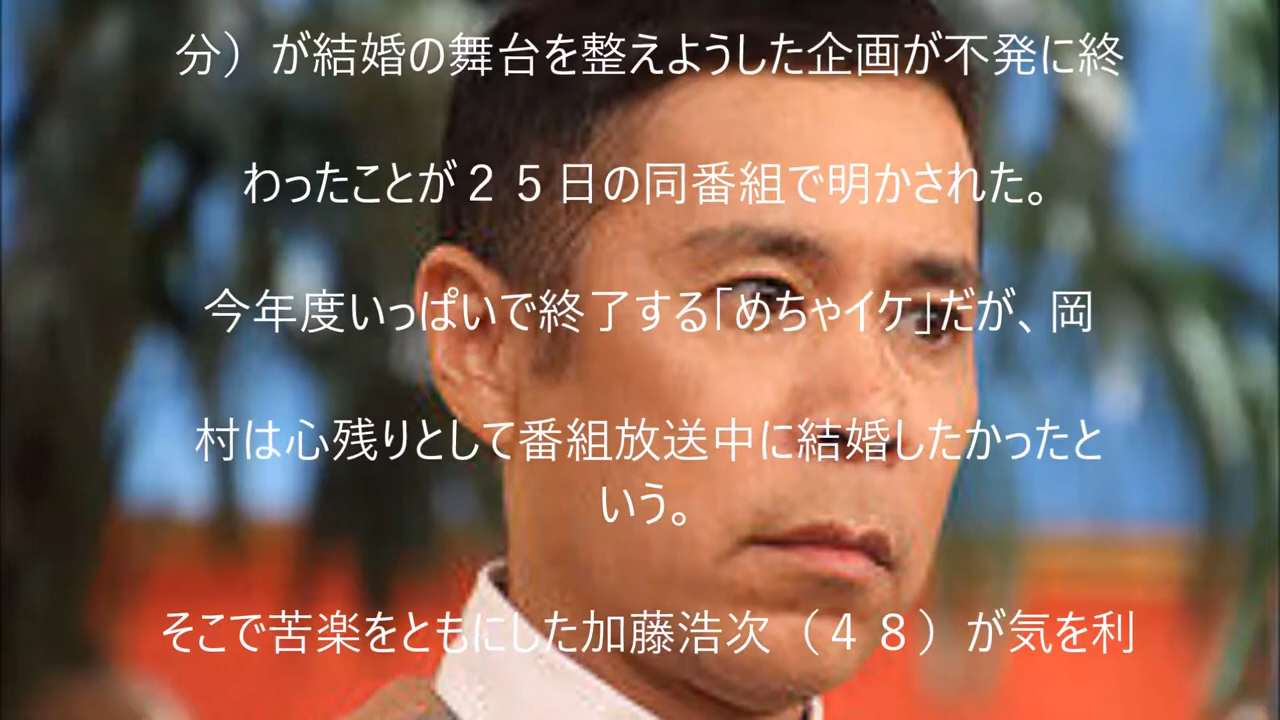 分）が結婚の舞台を整えようした企画が不発に終
わったことが２５日の同番組で明かされた。
今年度いっぱいで終了する「めちゃイケ」だが、岡
村は心残りとして番組放送中に結婚したかったと
いう。
そこで苦楽をともにした加藤浩次（４８）が気を利